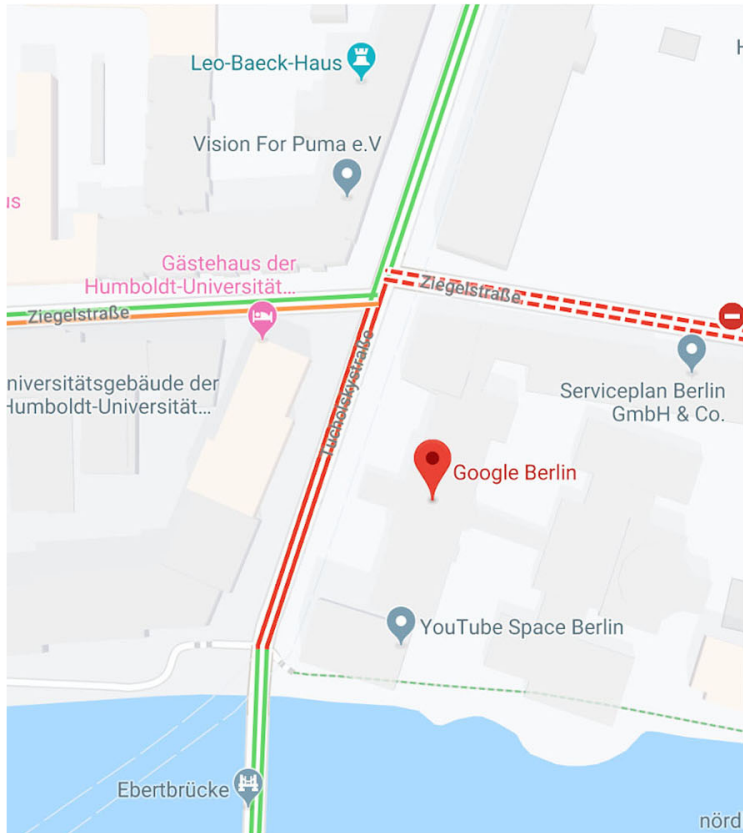 Leo-Baeck-Haus
H
Vision For Puma e.V
us
Gästehaus der
Humboldt-Universität...
Ziegelstraße
Ziegelstraße
Tucholskystraße
niversitätsgebäude der
Humboldt-Universität...
Serviceplan Berlin
GmbH & Co.
Google Berlin
YouTube Space Berlin
Ebertbrücke
nörd